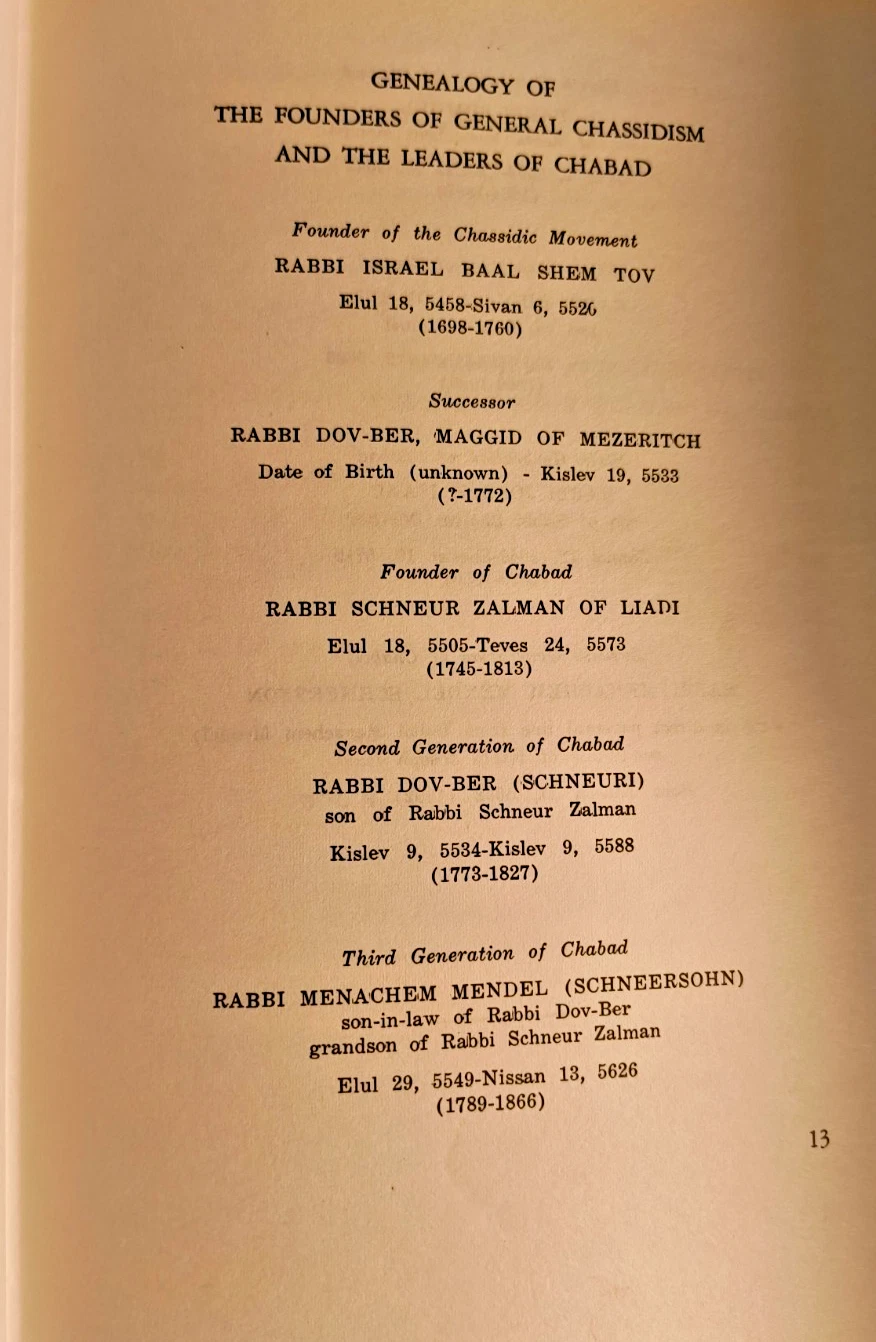 GENEALOGY OF
THE FOUNDERS OF GENERAL CHASSIDISM
AND THE LEADERS OF CHABAD
Founder of the Chassidic Movement
RABBI ISRAEL BAAL SHEM TOV
Elul 18, 5458-Sivan 6, 5520
(1698-1760)
Successor
RABBI DOV-BER, MAGGID OF MEZERITCH
Date of Birth (unknown) - Kislev 19, 5533
(?-1772)
Founder of Chabad
RABBI SCHNEUR ZALMAN OF LIADI
Elul 18, 5505-Teves 24, 5573
(1745-1813)
Second Generation of Chabad
RABBI DOV-BER (SCHNEURI)
son of Rabbi Schneur Zalman
Kislev 9, 5534-Kislev 9, 5588
(1773-1827)
Third Generation of Chabad
RABBI MENACHEM MENDEL (SCHNEERSOHN)
son-in-law of Rabbi Dov-Ber
grandson of Rabbi Schneur Zalman
Elul 29, 5549-Nissan 13, 5626
(1789-1866)
13